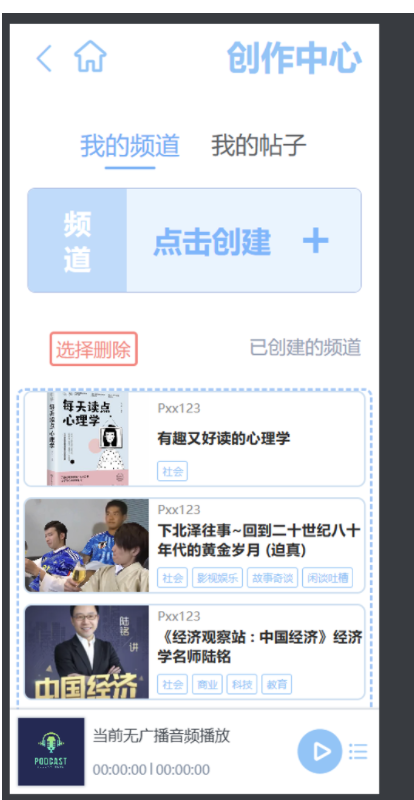 创作中心
我的频道 我的帖子
频道
点击创建 +
选择删除 已创建的频道
每天读点
心理学
Pxx123
有趣又好读的心理学
社会
Pxx123
下北泽往事~回到二十世纪八十
年代的黄金岁月 (迫真)
社会 影视娱乐 故事奇谈 闲谈吐槽
陆铭 讲
中国经济
Pxx123
《经济观察站：中国经济》经济
学名师陆铭
社会 商业 科技 教育
PODCAST
当前无广播音频播放
00:00:00 | 00:00:00